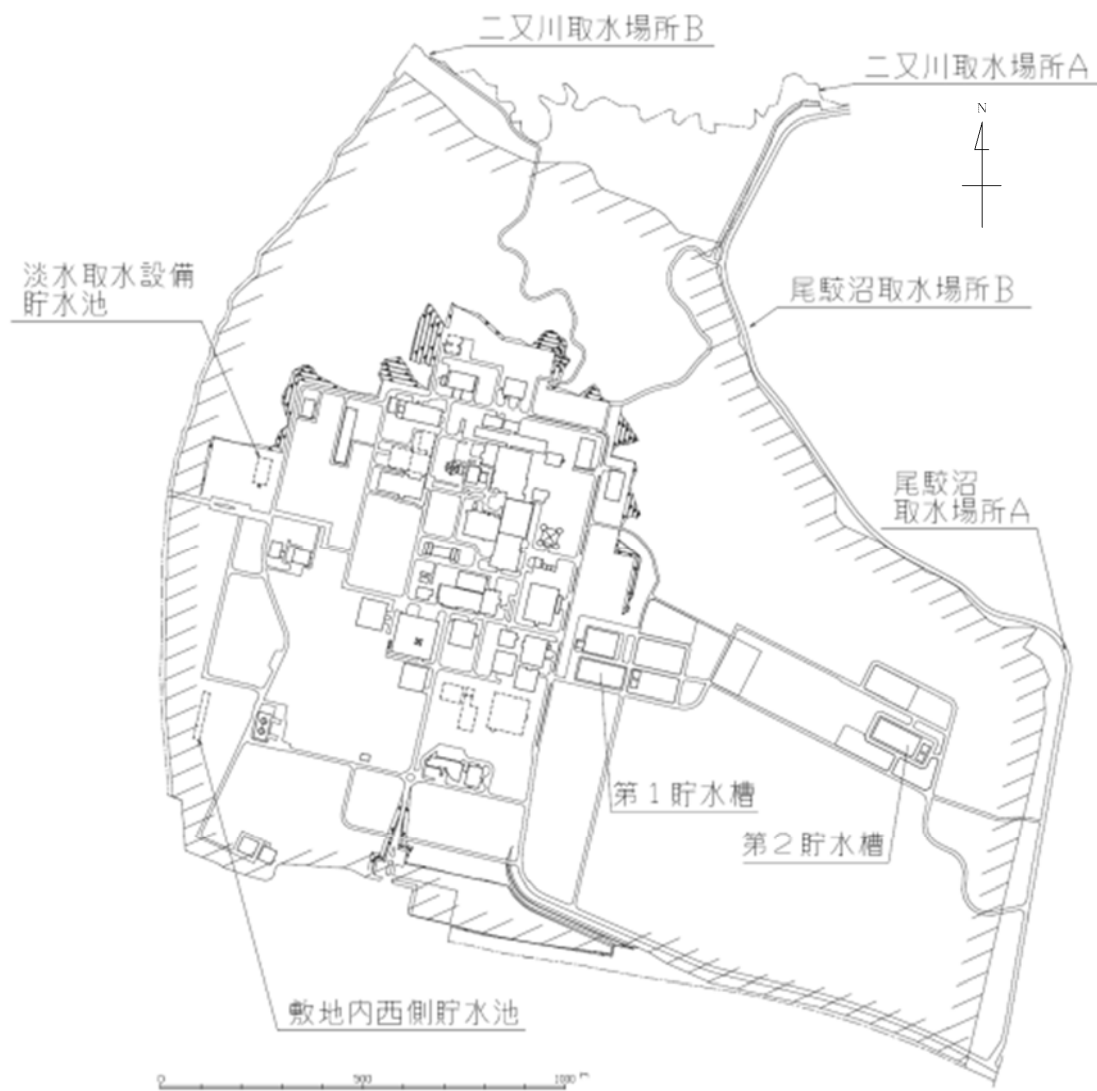 二又川取水場所B
二又川取水場所A
N
淡水取水設備
貯水池
尾駮沼取水場所B
尾駮沼
取水場所A
第1貯水槽
第2貯水槽
敷地内西側貯水池
0 500 1000 m